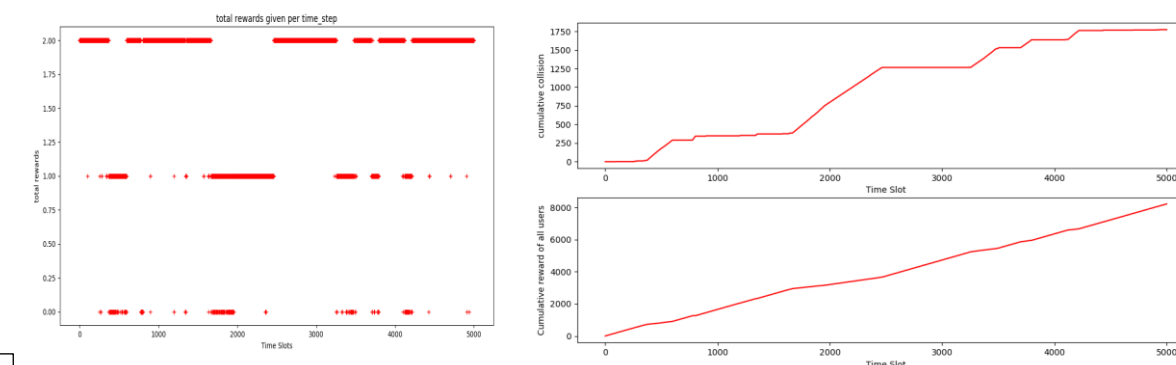 total rewards given per time_step
total rewards
2.00
1.75
1.50
1.25
1.00
0.75
0.50
0.25
0.00
0 1000 2000 3000 4000 5000
Time Slots
cumulative collision
1750
1500
1250
1000
750
500
250
0
0 1000 2000 3000 4000 5000
Time Slot
Cumulative reward of all users
8000
6000
4000
2000
0
0 1000 2000 3000 4000 5000
Time Slot